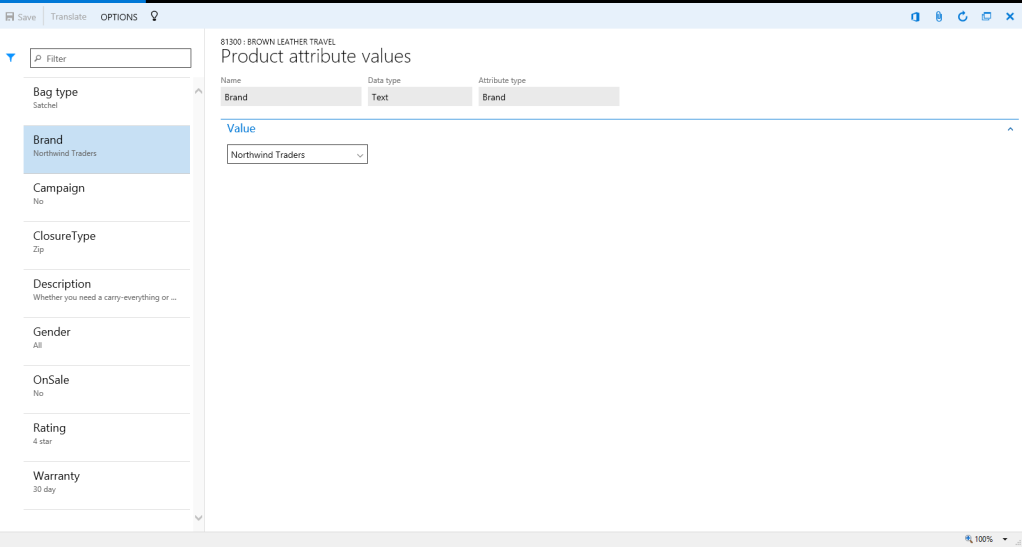 Save Translate OPTIONS
Filter
Bag type
Satchel
Brand
Northwind Traders
Campaign
No
ClosureType
Zip
Description
Whether you need a carry-everything or ...
Gender
All
OnSale
No
Rating
4 star
Warranty
30 day
81300 : BROWN LEATHER TRAVEL
Product attribute values
Name Data type Attribute type
Brand Text Brand
Value
Northwind Traders
100%